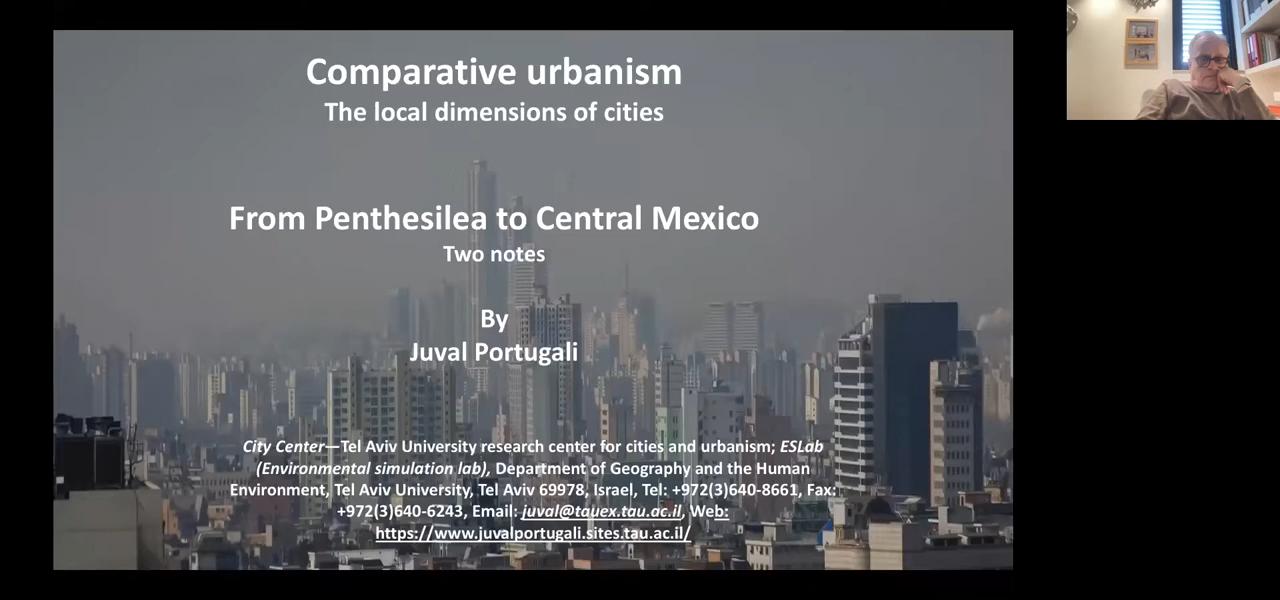 Comparative urbanism
The local dimensions of cities
From Penthesilea to Central Mexico
Two notes
By
Juval Portugali
City Center—Tel Aviv University research center for cities and urbanism; ESLab
(Environmental simulation lab), Department of Geography and the Human
Environment, Tel Aviv University, Tel Aviv 69978, Israel, Tel: +972(3)640-8661, Fax:
+972(3)640-6243, Email: juval@tauex.tau.ac.il, Web:
https://www.juvalportugali.sites.tau.ac.il/